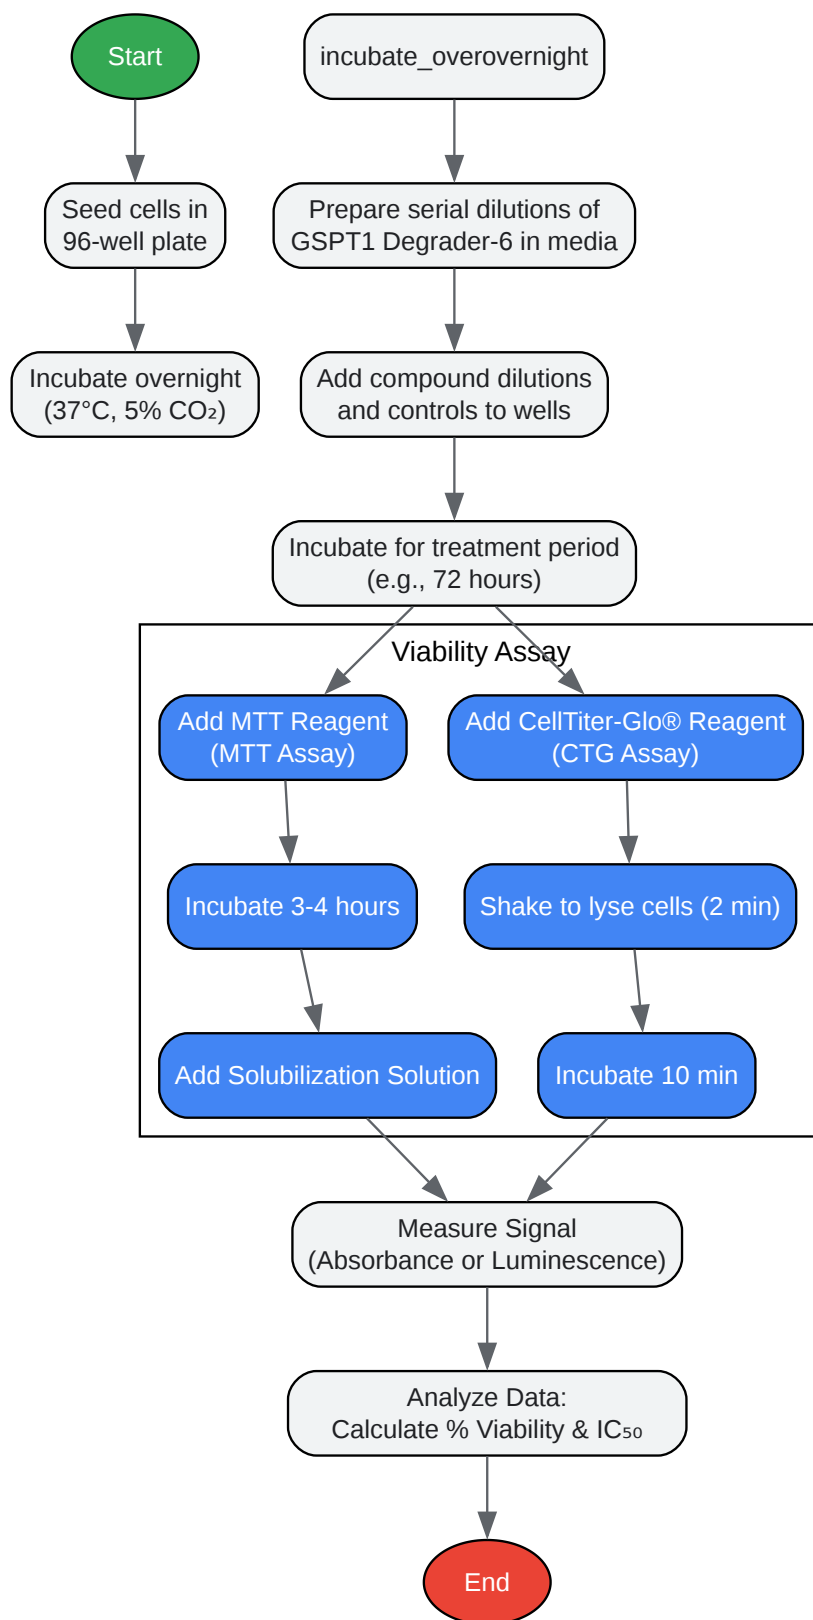 Start
incubate_overovernight
Seed cells in
96-well plate
Prepare serial dilutions of
GSPT1 Degrader-6 in media
Incubate overnight
(37°C, 5% CO₂)
Add compound dilutions
and controls to wells
Incubate for treatment period
(e.g., 72 hours)
Viability Assay
Add MTT Reagent
(MTT Assay)
Add CellTiter-Glo® Reagent
(CTG Assay)
Incubate 3-4 hours
Shake to lyse cells (2 min)
Add Solubilization Solution
Incubate 10 min
Measure Signal
(Absorbance or Luminescence)
Analyze Data:
Calculate % Viability & IC₅₀
End